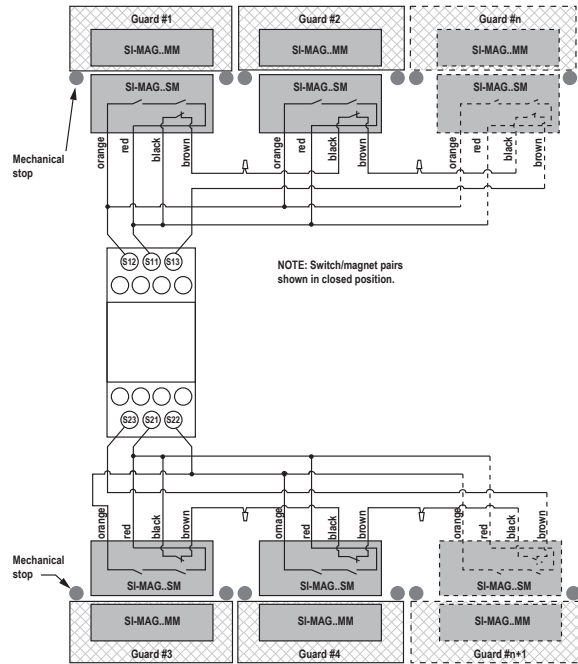 Guard #1 Guard #2 Guard #n
SI-MAG..MM SI-MAG..MM SI-MAG..MM
SI-MAG..SM SI-MAG..SM SI-MAG..SM
Mechanical
stop
orange red black brown orange red black brown orange red black brown
S12 S11 S13
NOTE: Switch/magnet pairs
shown in closed position.
S23 S21 S22
orange red black brown ornage red black brown orange red black brown
Mechanical
stop
SI-MAG..SM SI-MAG..SM SI-MAG..SM
SI-MAG..MM SI-MAG..MM SI-MAG..MM
Guard #3 Guard #4 Guard #n+1